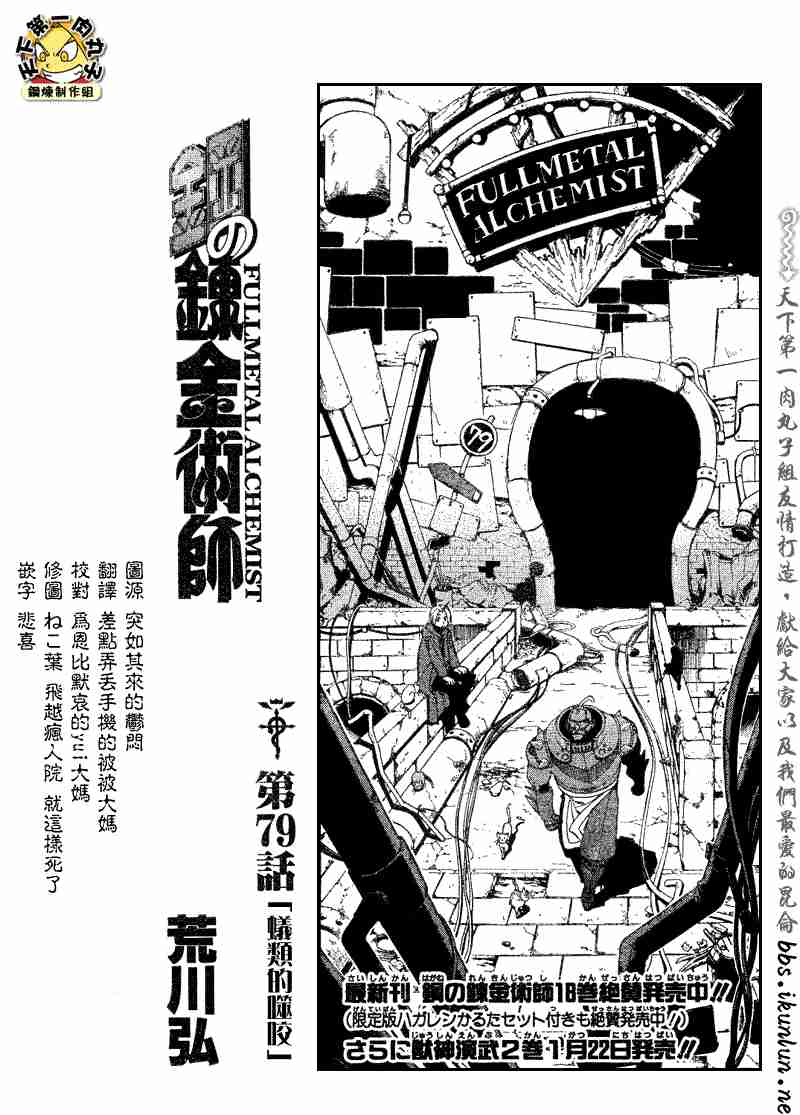 天下第一肉丸子
鋼煉制作組
FULLMETAL
ALCHEMIST
79
鋼の錬金術師
FULLMETAL ALCHEMIST
第79話「蟻類的噬咬」
荒川弘
圖源 突如其來的鬱悶
翻譯 差點弄丟手機的被被大媽
校對 為恩比默哀的yuri大媽
修圖 ねこ葉 飛越瘋人院 就這樣死了
嵌字 悲喜
最新刊・鋼の錬金術師18巻絶賛発売中!!
(限定版ハガレンかるたセット付きも絶賛発売中!!)
さらに獣神演武2巻・1月22日発売!!
天下第一肉丸子組友情打造，獻給大家以及我們最愛的昆侖 bbs.ikunlun.net